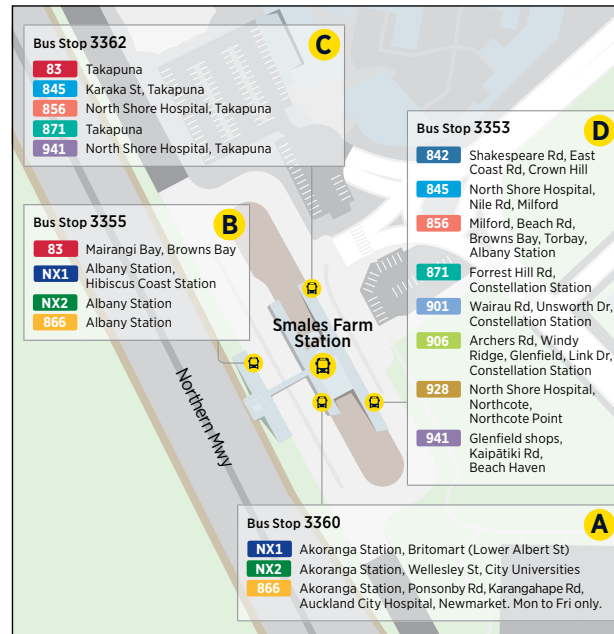 Bus Stop 3362
C
83 Takapuna
845 Karaka St, Takapuna
856 North Shore Hospital, Takapuna
871 Takapuna
941 North Shore Hospital, Takapuna
Bus Stop 3353
D
842 Shakespeare Rd, East
Coast Rd, Crown Hill
845 North Shore Hospital,
Nile Rd, Milford
856 Milford, Beach Rd,
Browns Bay, Torbay,
Albany Station
871 Forrest Hill Rd,
Constellation Station
901 Wairau Rd, Unsworth Dr,
Constellation Station
906 Archers Rd, Windy
Ridge, Glenfield, Link Dr,
Constellation Station
928 North Shore Hospital,
Northcote,
Northcote Point
941 Glenfield shops,
Kaipātiki Rd,
Beach Haven
Bus Stop 3355
B
83 Mairangi Bay, Browns Bay
NX1 Albany Station,
Hibiscus Coast Station
NX2 Albany Station
866 Albany Station
Smales Farm
Station
Northern Mwy
Bus Stop 3360
A
NX1 Akoranga Station, Britomart (Lower Albert St)
NX2 Akoranga Station, Wellesley St, City Universities
866 Akoranga Station, Ponsonby Rd, Karangahape Rd,
Auckland City Hospital, Newmarket. Mon to Fri only.